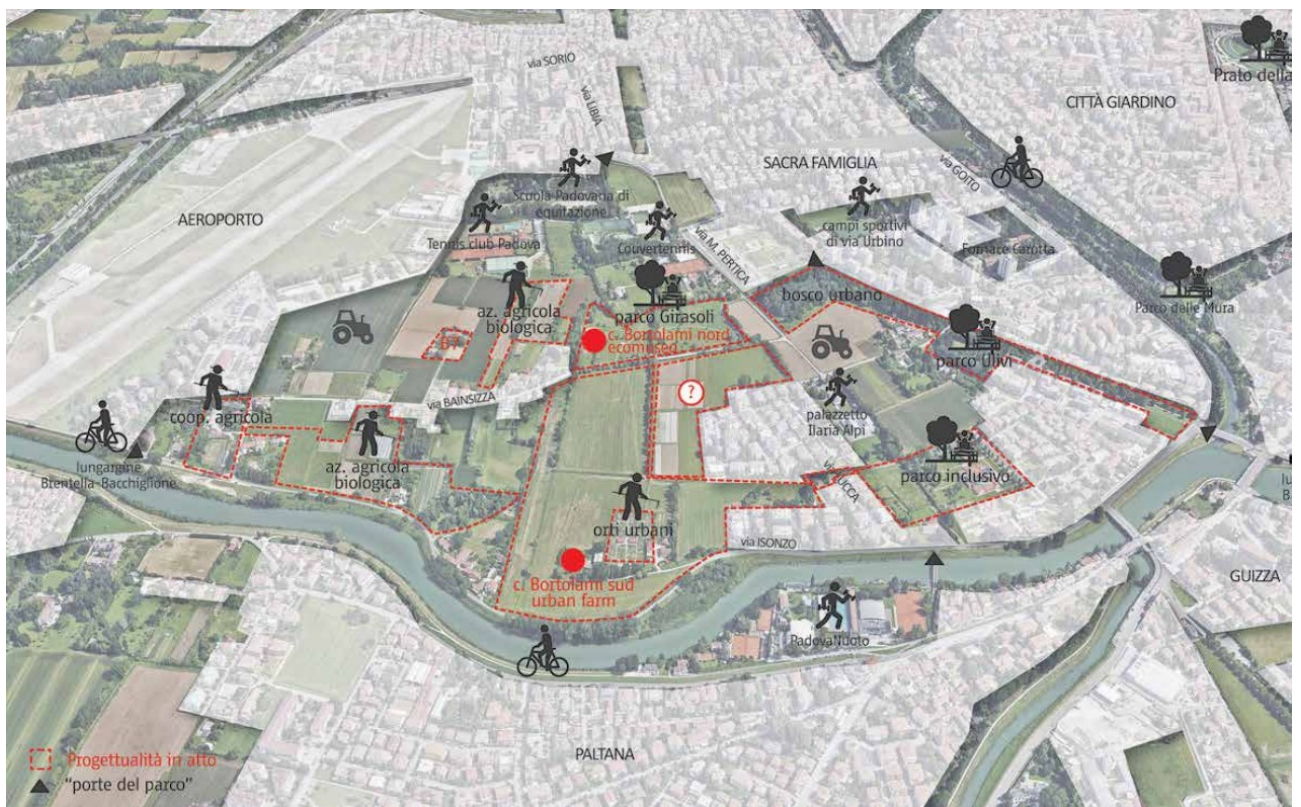 via SORIO
via LIBIA
Prato della
CITTÀ GIARDINO
SACRA FAMIGLIA
via GOITO
AEROPORTO
Scuola Padovana di
equitazione
Tennis club Padova
Couvertennis
campi sportivi
di via Urbino
Fornace Carotta
via M. PERTICA
Parco delle Mura
az. agricola
biologica
parco Girasoli
bosco urbano
c. Bortolami nord
ecomuseo
parco Ulivi
via BAINSIZZA
?
palazzetto
Ilaria Alpi
coop. agricola
lungargine
Brentella-Bacchiglione
az. agricola
biologica
via LUCCA
parco inclusivo
orti urbani
via ISONZO
c. Bortolami sud
urban farm
GUIZZA
PadovaNuoto
PALTANA
Progettualità in atto
"porte del parco"